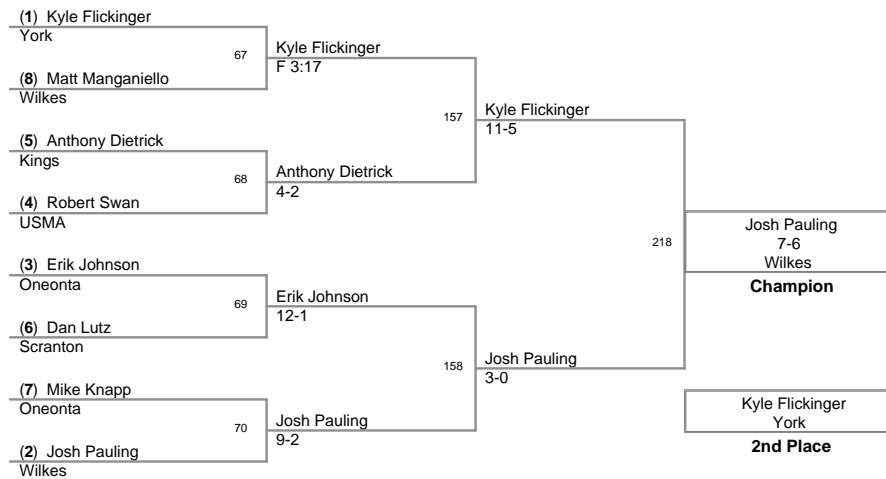 (1) Kyle Flickinger
York
67
Kyle Flickinger
F 3:17
(8) Matt Manganiello
Wilkes
157
Kyle Flickinger
11-5
(5) Anthony Dietrick
Kings
68
Anthony Dietrick
4-2
(4) Robert Swan
USMA
218
Josh Pauling
7-6
Wilkes
Champion
(3) Erik Johnson
Oneonta
69
Erik Johnson
12-1
(6) Dan Lutz
Scranton
158
Josh Pauling
3-0
(7) Mike Knapp
Oneonta
70
Josh Pauling
9-2
(2) Josh Pauling
Wilkes
Kyle Flickinger
York
2nd Place